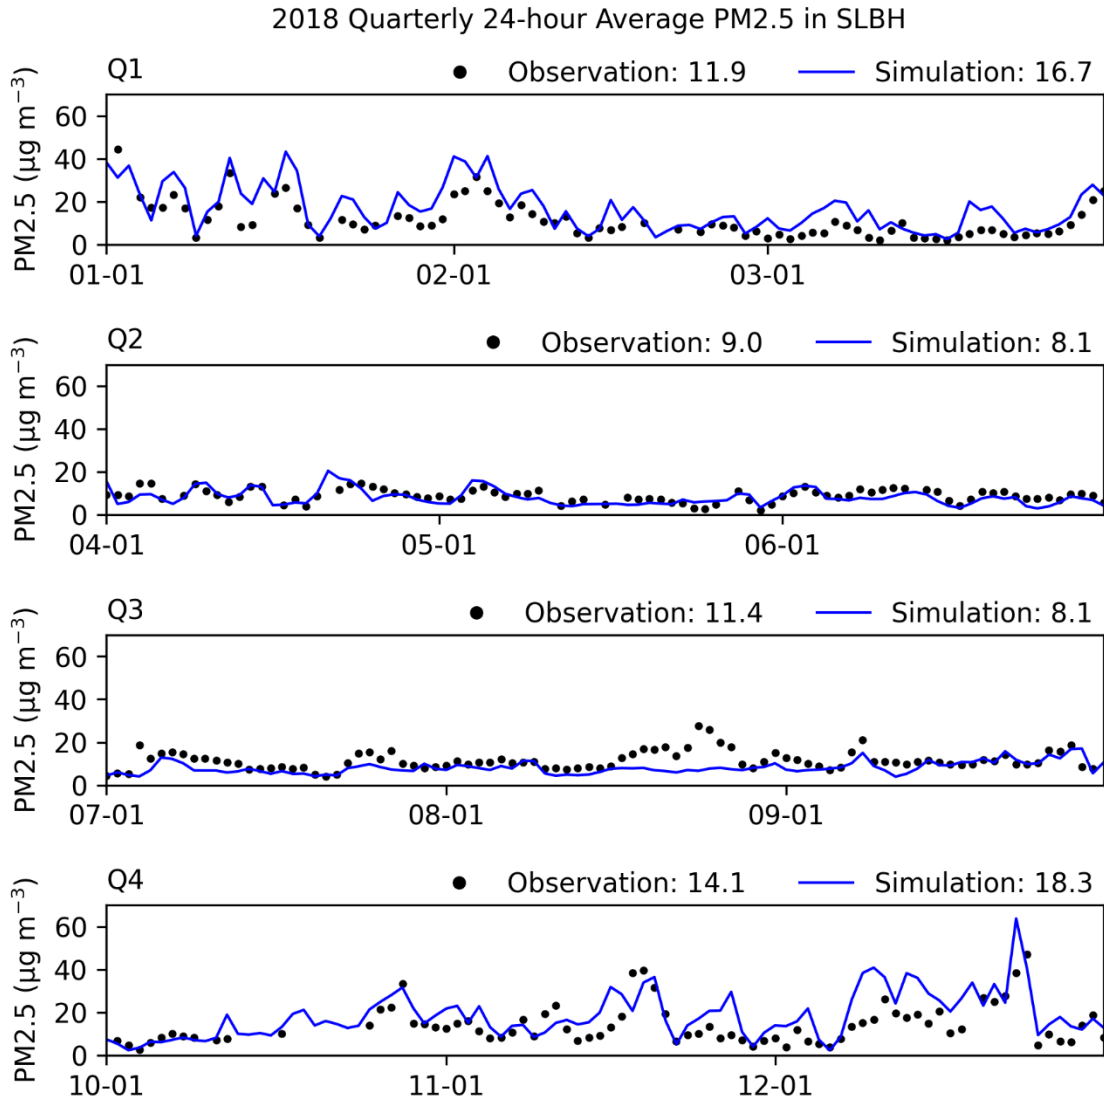 2018 Quarterly 24-hour Average PM2.5 in SLBH
Q1 Observation: 11.9 Simulation: 16.7
PM2.5 (µg m⁻³)
60
40
20
0
01-01 02-01 03-01
Q2 Observation: 9.0 Simulation: 8.1
PM2.5 (µg m⁻³)
60
40
20
0
04-01 05-01 06-01
Q3 Observation: 11.4 Simulation: 8.1
PM2.5 (µg m⁻³)
60
40
20
0
07-01 08-01 09-01
Q4 Observation: 14.1 Simulation: 18.3
PM2.5 (µg m⁻³)
60
40
20
0
10-01 11-01 12-01